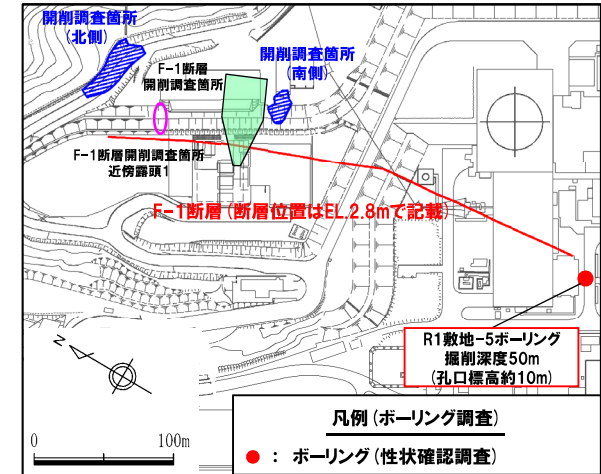 開削調査箇所
(北側)
F-1断層
開削調査箇所
開削調査箇所
(南側)
F-1断層開削調査箇所
近傍露頭1
F-1断層(断層位置はEL.2.8mで記載)
R1敷地-5ボーリング
掘削深度50m
(孔口標高約10m)
N
0 100m
凡例(ボーリング調査)
● : ボーリング(性状確認調査)